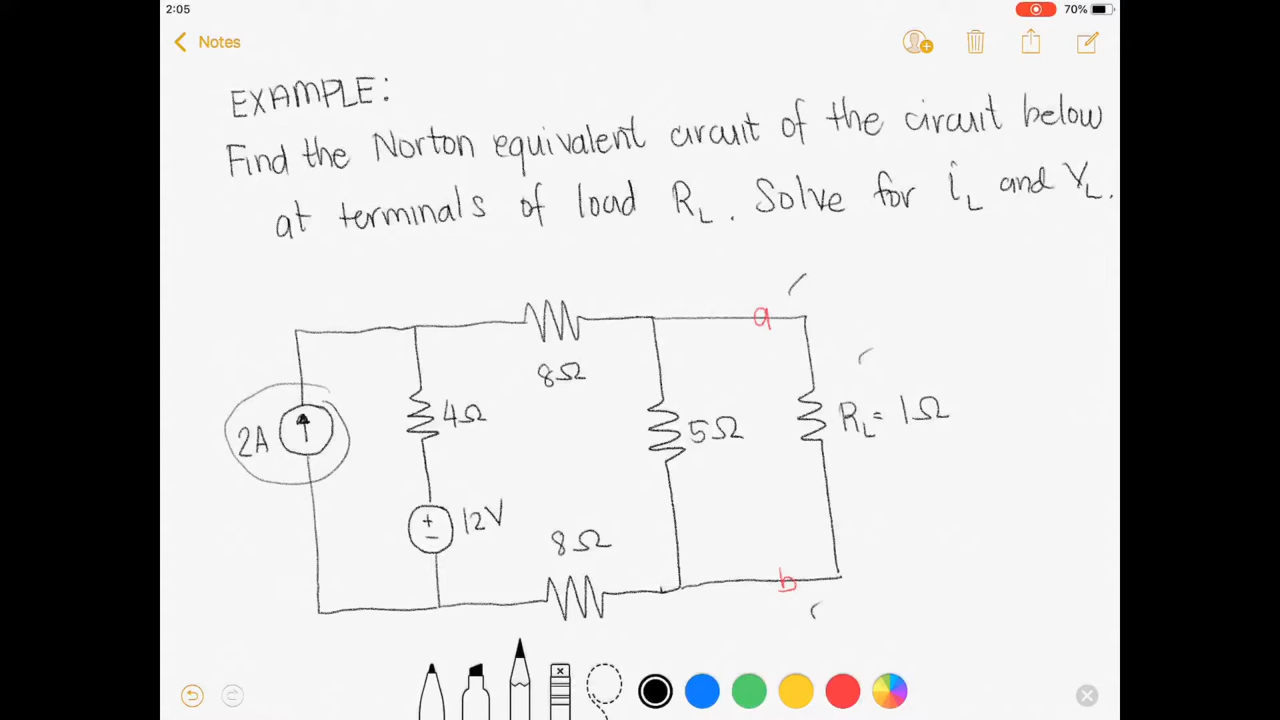 2:05
70%
Notes
EXAMPLE:
Find the Norton equivalent circuit of the circuit below
at terminals of load RL. Solve for iL and VL.
a
8Ω
2A
4Ω
5Ω
RL = 1Ω
+
12V
−
8Ω
b